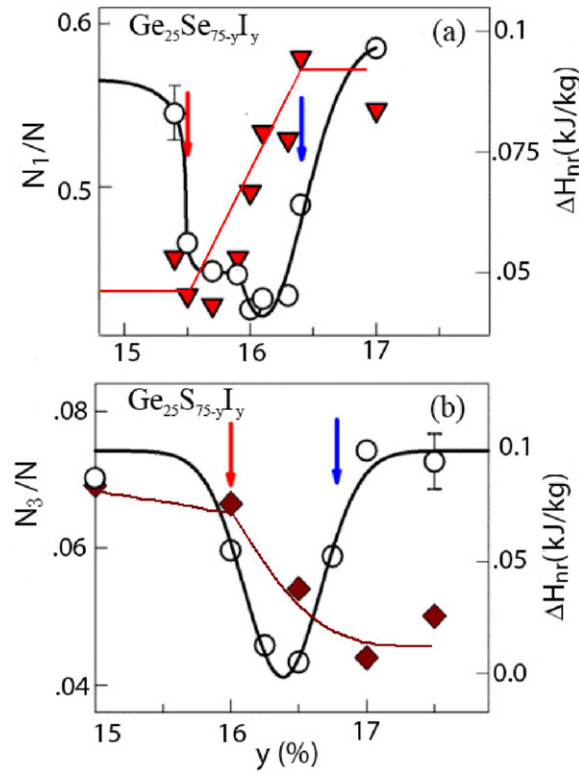 0.6
Ge25Se75-yIy
(a)
0.1
N1/N
.075
ΔHnr(kJ/kg)
0.5
.05
15
16
17
.08
Ge25S75-yIy
(b)
0.1
N3/N
.06
.05
ΔHnr(kJ/kg)
0.0
.04
15
16
17
y (%)